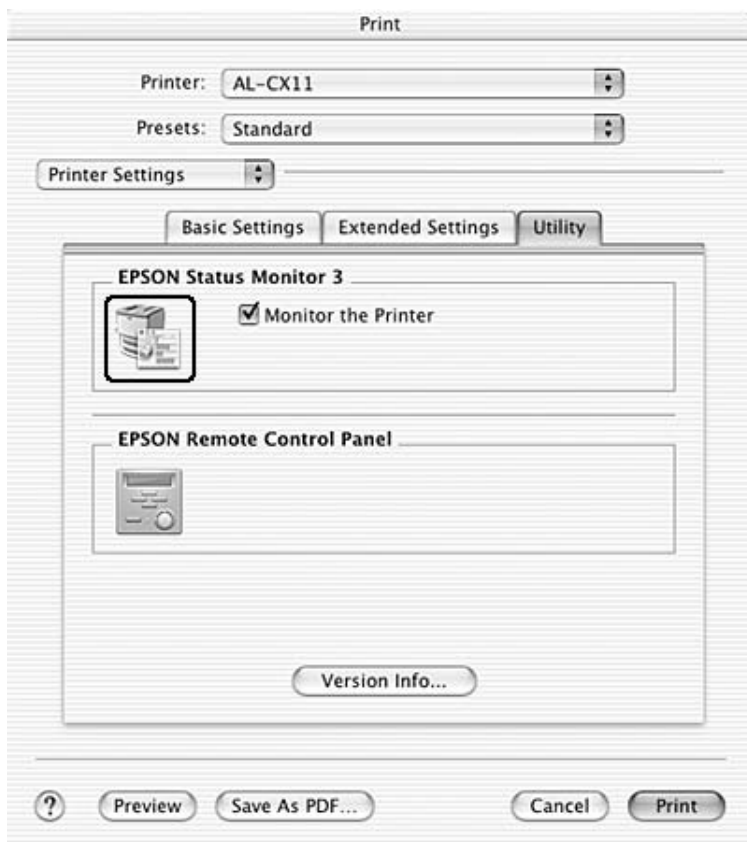 Print
Printer: AL-CX11
Presets: Standard
Printer Settings
Basic Settings Extended Settings Utility
EPSON Status Monitor 3
Monitor the Printer
EPSON Remote Control Panel
Version Info...
? Preview Save As PDF... Cancel Print